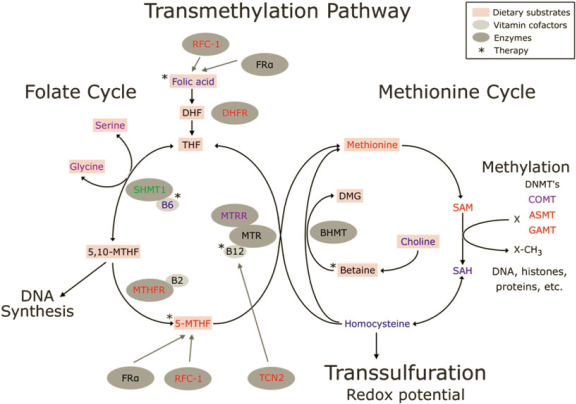 Transmethylation Pathway
Dietary substrates
Vitamin cofactors
Enzymes
* Therapy
RFC-1
FRα
* Folic acid
Folate Cycle
Methionine Cycle
DHF
DHFR
Serine
THF
Methionine
Glycine
Methylation
DNMT's
COMT
ASMT
GAMT
SHMT1
*
B6
DMG
SAM
MTRR
MTR
BHMT
X
* B12
Choline
5,10-MTHF
X-CH3
* Betaine
SAH
B2
MTHFR
DNA, histones,
proteins, etc.
DNA
Synthesis
* 5-MTHF
Homocysteine
FRα
RFC-1
TCN2
Transsulfuration
Redox potential